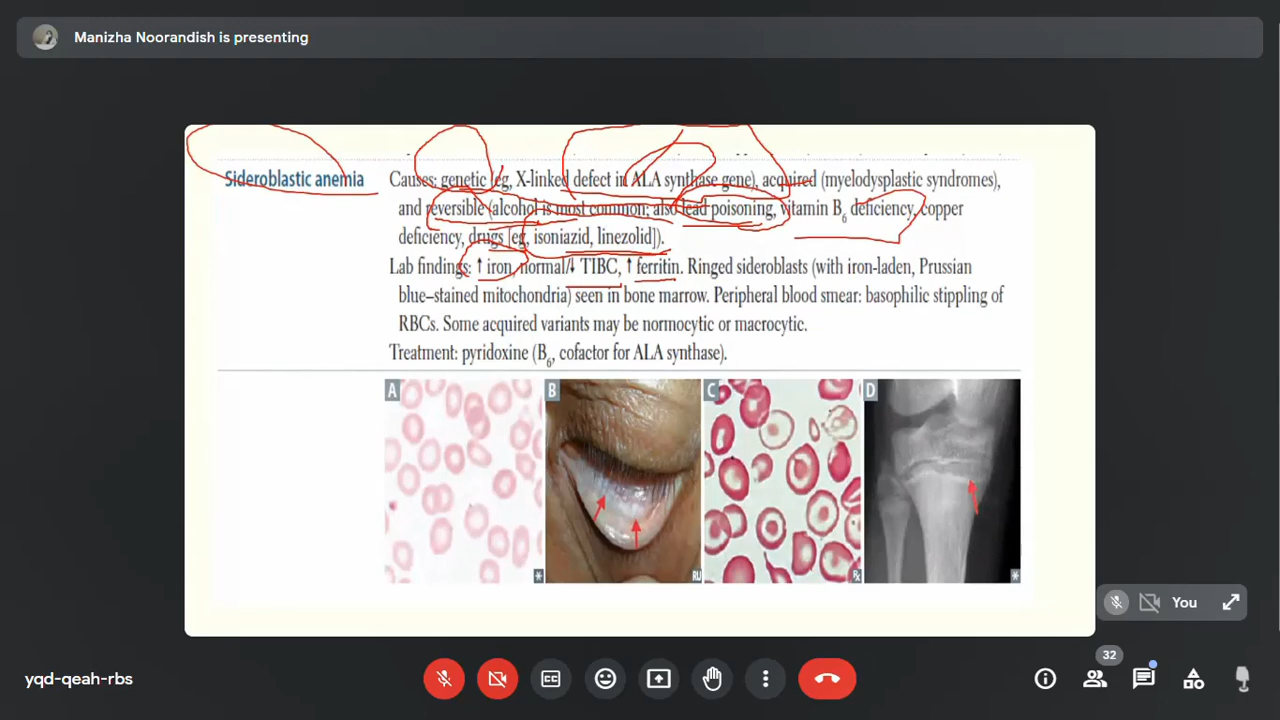 Manizha Noorandish is presenting
Sideroblastic anemia
Causes: genetic (eg, X-linked defect in ALA synthase gene), acquired (myelodysplastic syndromes),
and reversible (alcohol is most common; also lead poisoning, vitamin B6 deficiency, copper
deficiency, drugs [eg, isoniazid, linezolid]).
Lab findings: ↑ iron, normal/↓ TIBC, ↑ ferritin. Ringed sideroblasts (with iron-laden, Prussian
blue–stained mitochondria) seen in bone marrow. Peripheral blood smear: basophilic stippling of
RBCs. Some acquired variants may be normocytic or macrocytic.
Treatment: pyridoxine (B6, cofactor for ALA synthase).
A B C D
RU Rx
You
32
yqd-qeah-rbs
CC